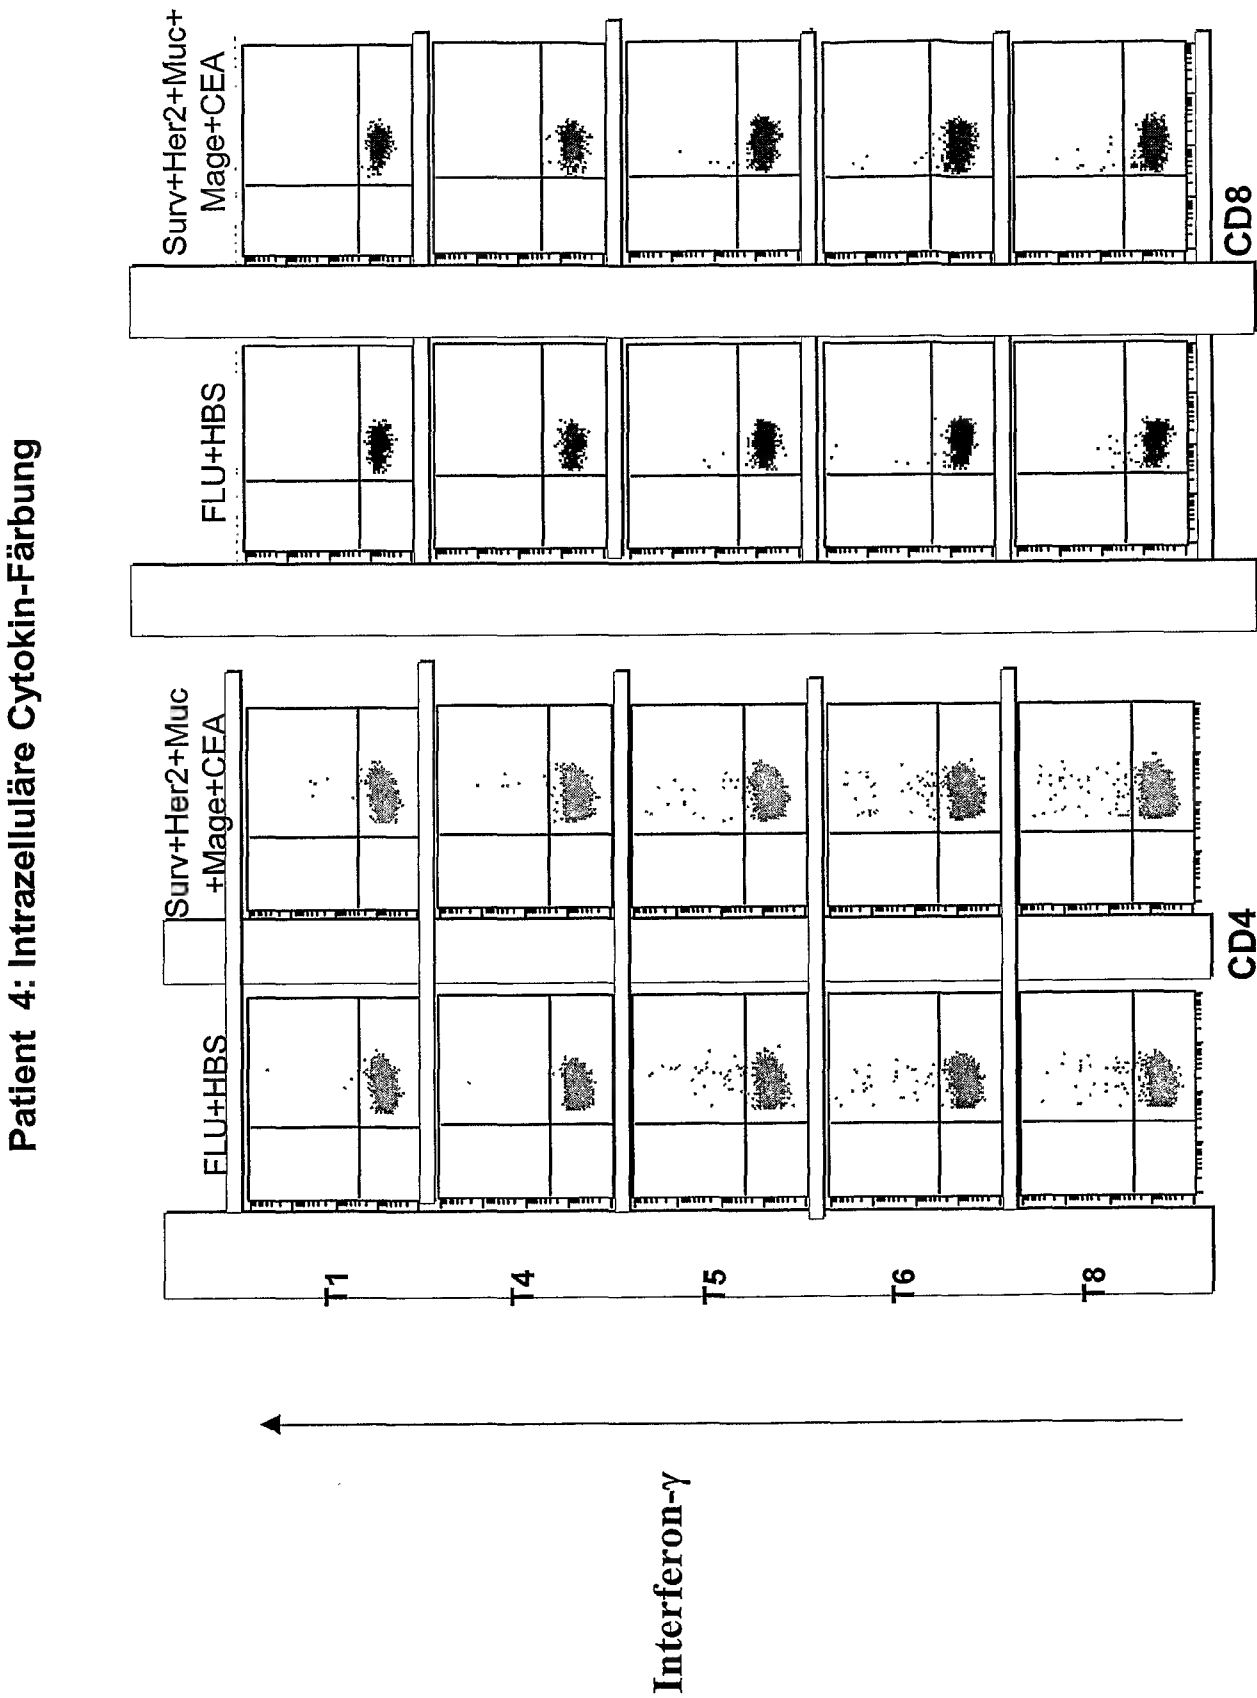 Patient 4: Intrazelluläre Cytokin-Färbung
FLU+HBS
Surv+Her2+Muc
+Mage+CEA
FLU+HBS
Surv+Her2+Muc+
Mage+CEA
T1
T4
T5
T6
T8
Interferon-γ
CD4
CD8